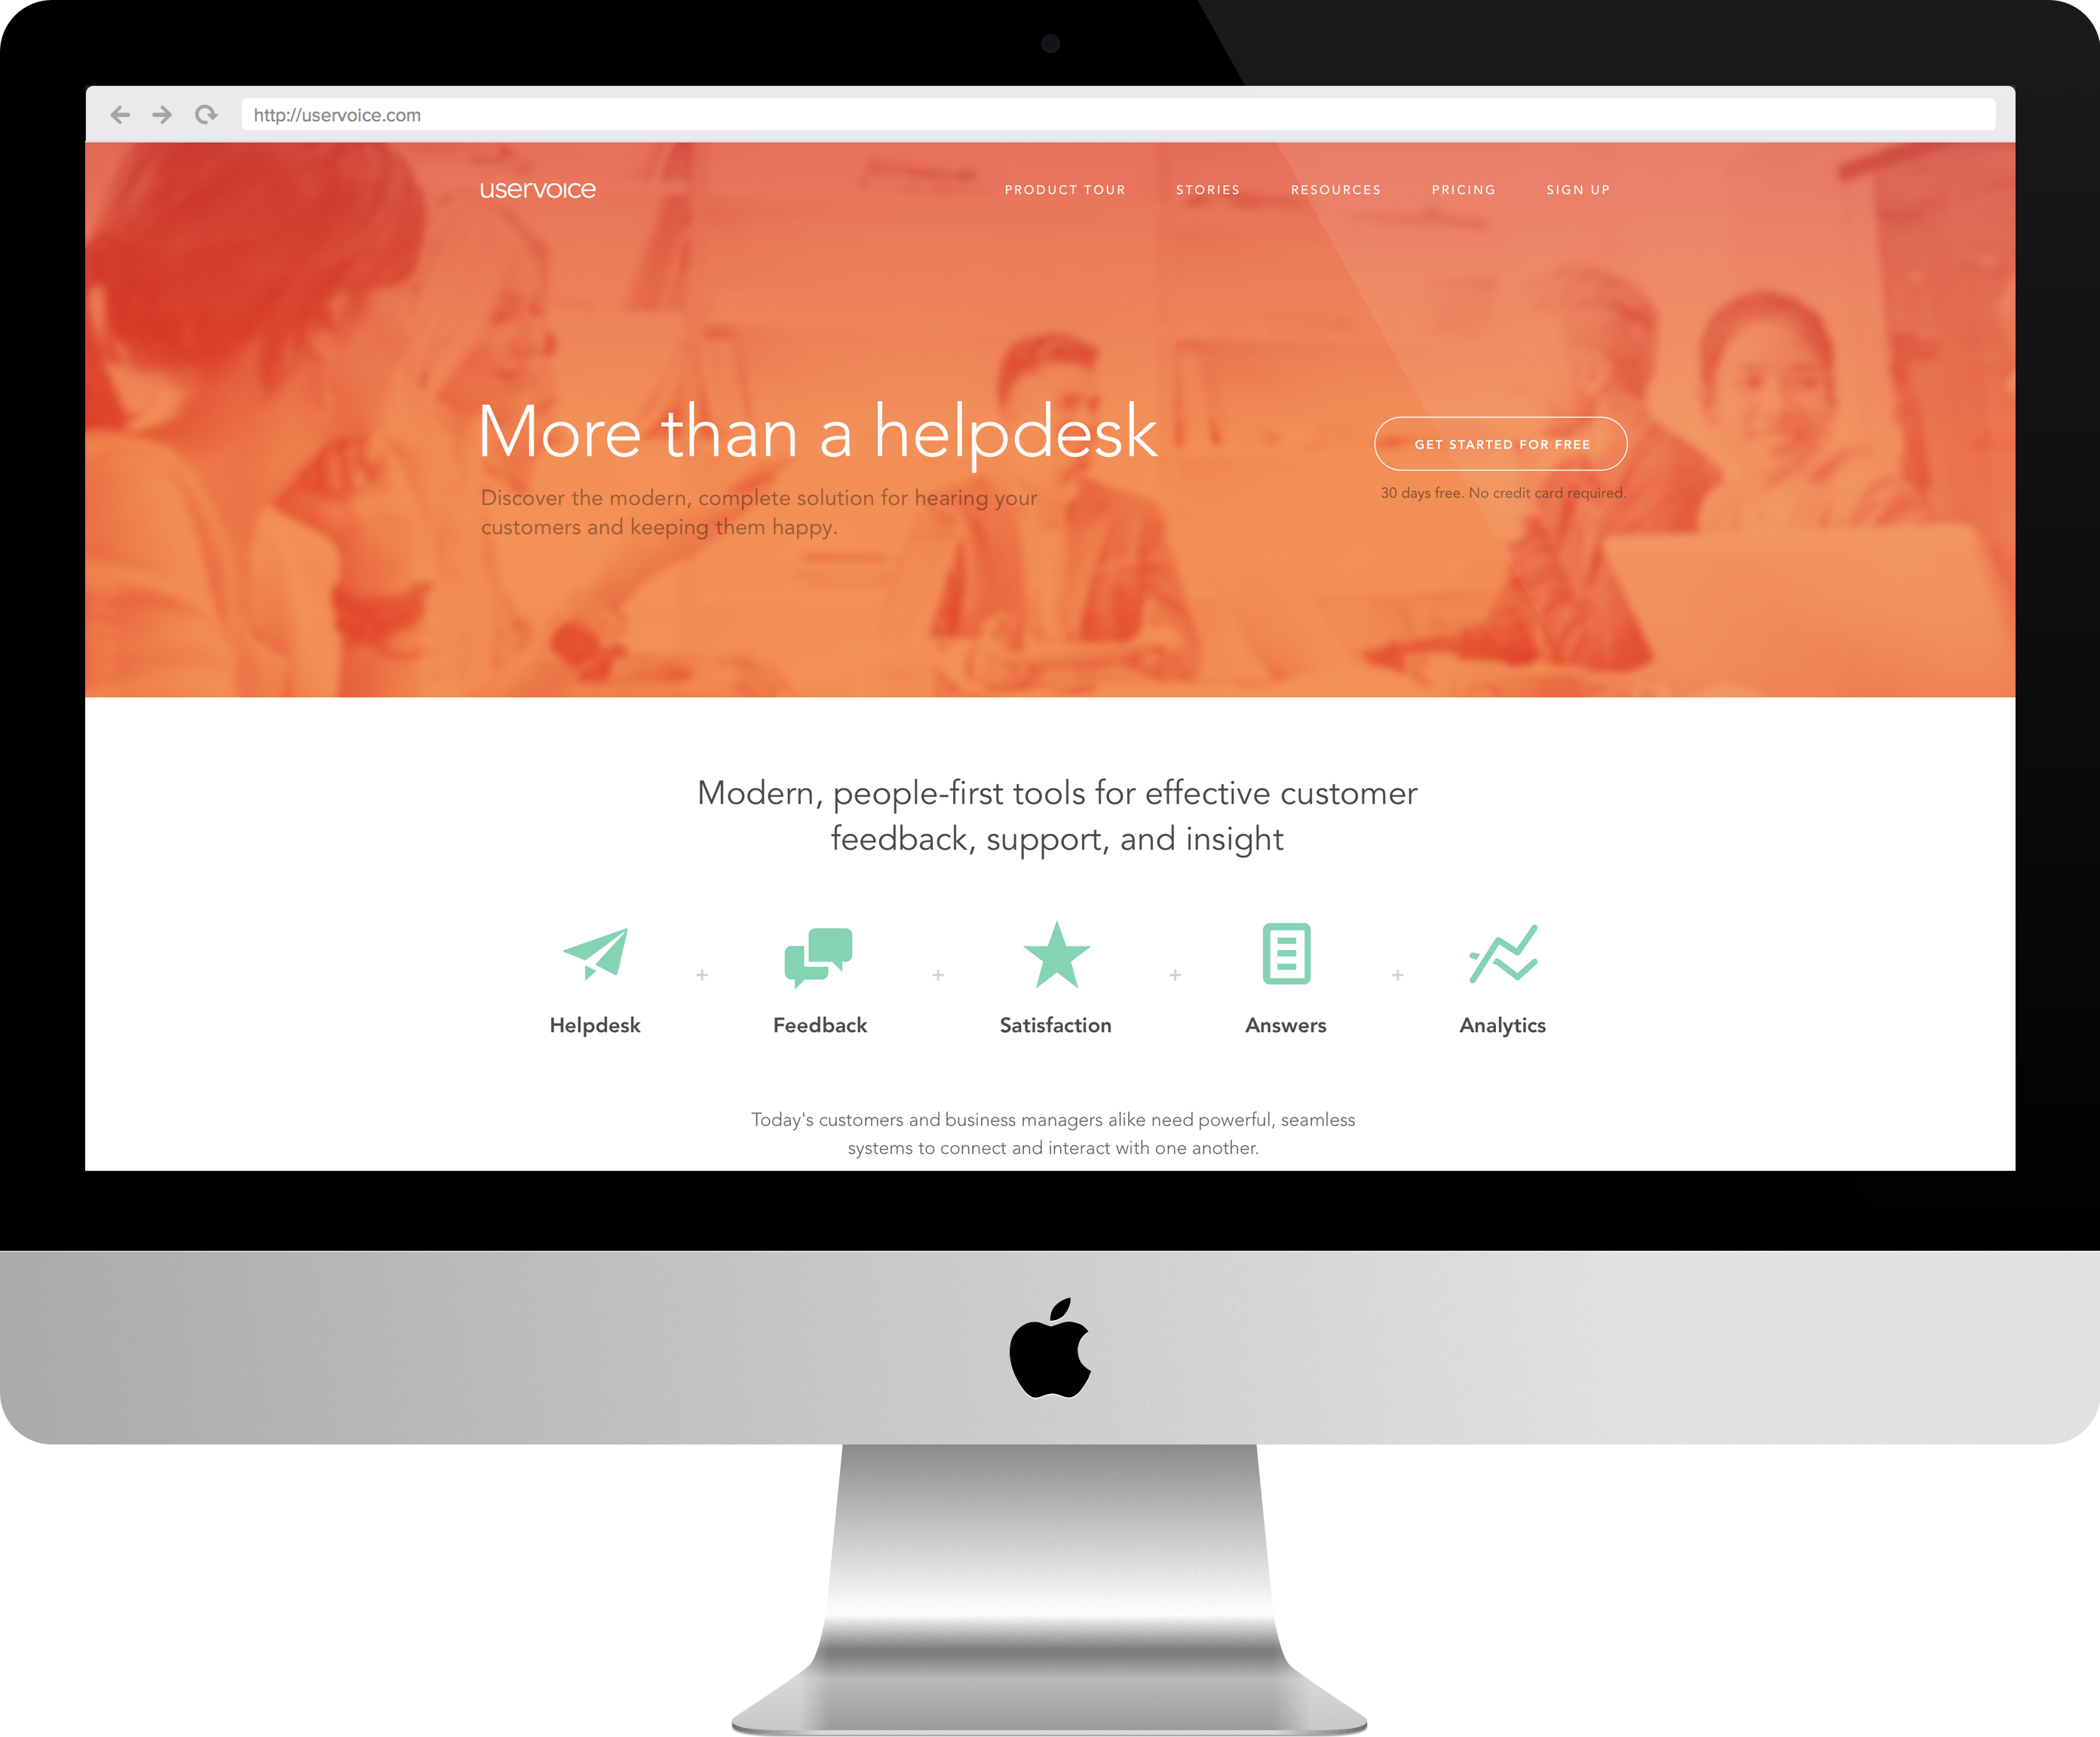 http://uservoice.com
uservoice
PRODUCT TOUR
STORIES
RESOURCES
PRICING
SIGN UP
More than a helpdesk
Discover the modern, complete solution for hearing your
customers and keeping them happy.
GET STARTED FOR FREE
30 days free. No credit card required.
Modern, people-first tools for effective customer
feedback, support, and insight
+ + + +
Helpdesk
Feedback
Satisfaction
Answers
Analytics
Today's customers and business managers alike need powerful, seamless
systems to connect and interact with one another.